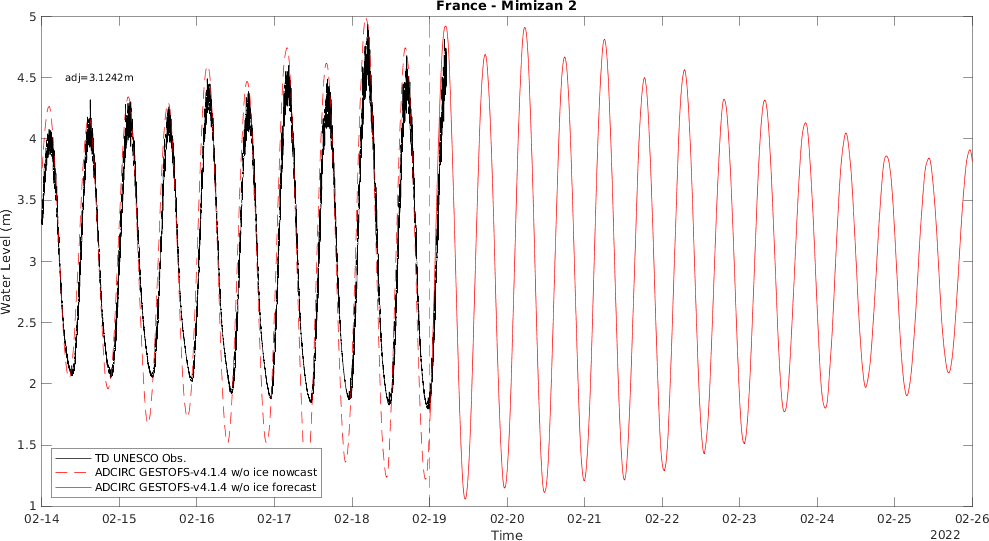 France - Mimizan 2
adj=3.1242m
Water Level (m)
5
4.5
4
3.5
3
2.5
2
1.5
1
TD UNESCO Obs.
ADCIRC GESTOFS-v4.1.4 w/o ice nowcast
ADCIRC GESTOFS-v4.1.4 w/o ice forecast
02-14 02-15 02-16 02-17 02-18 02-19 02-20 02-21 02-22 02-23 02-24 02-25 02-26
Time
2022